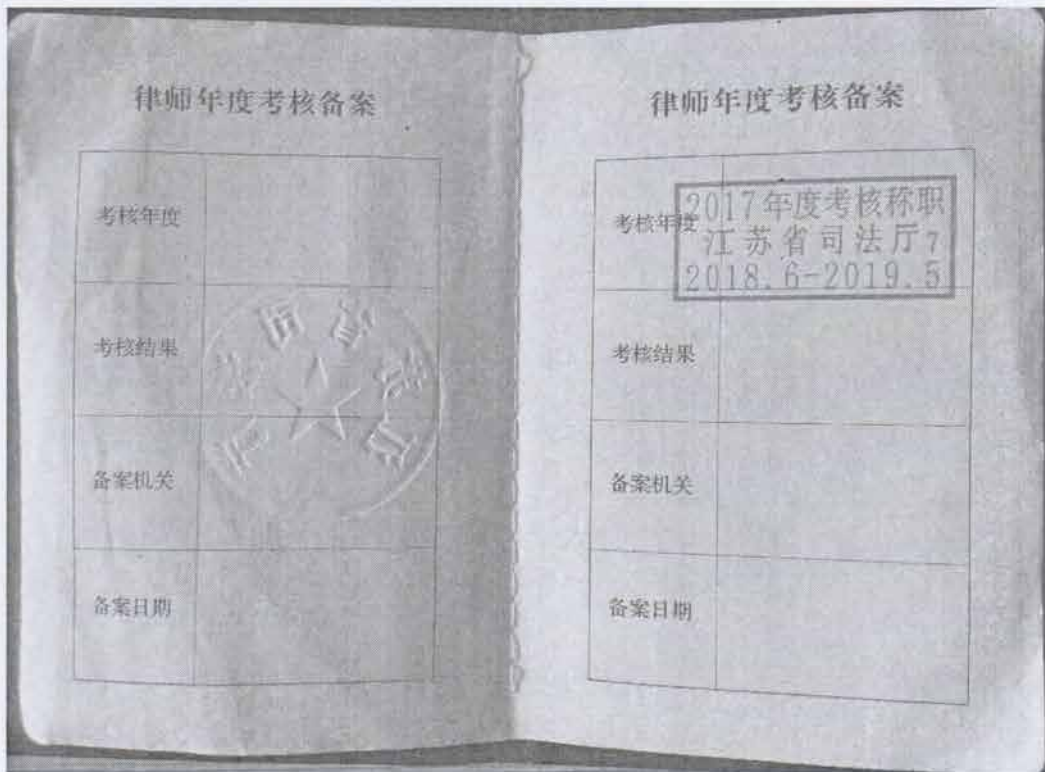 律师年度考核备案
考核年度
考核结果
备案机关
备案日期
律师年度考核备案
考核年度
2017年度考核称职
江苏省司法厅7
2018.6-2019.5
考核结果
备案机关
备案日期